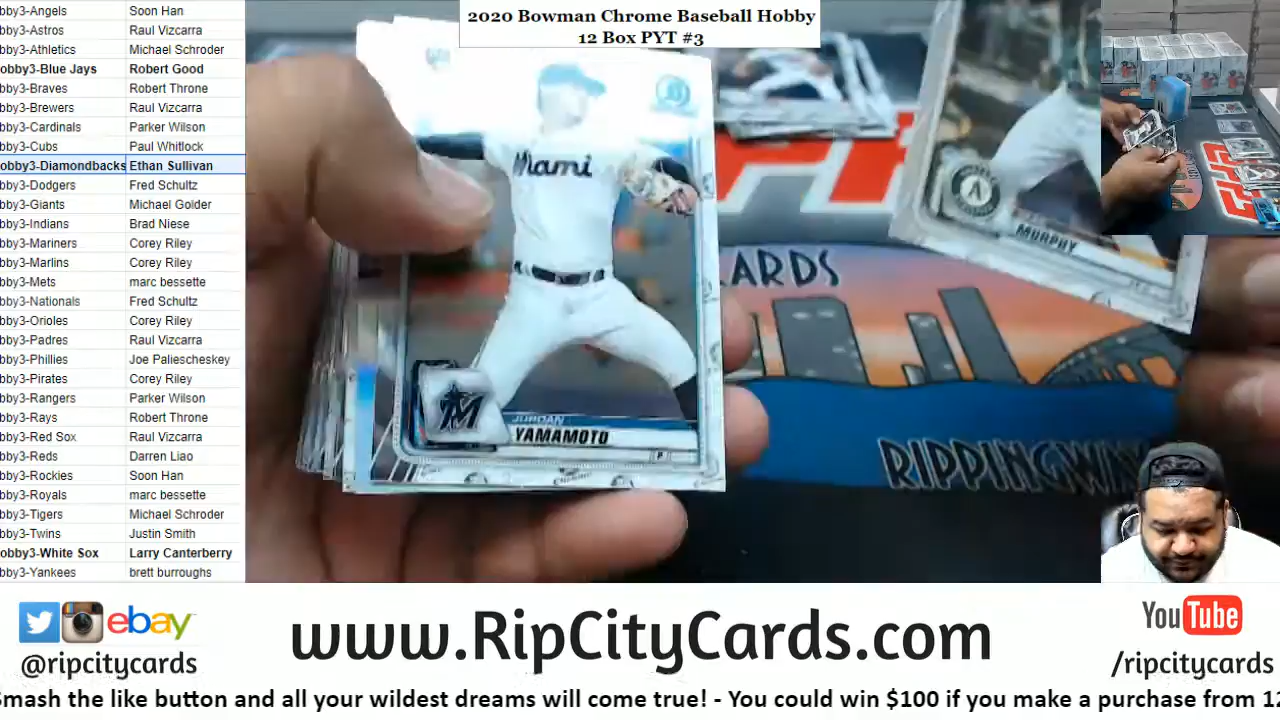 2020 Bowman Chrome Baseball Hobby
12 Box PYT #3
bby3-Angels Soon Han
bby3-Astros Raul Vizcarra
bby3-Athletics Michael Schroder
obby3-Blue Jays Robert Good
bby3-Braves Robert Throne
bby3-Brewers Raul Vizcarra
bby3-Cardinals Parker Wilson
bby3-Cubs Paul Whitlock
obby3-Diamondbacks Ethan Sullivan
bby3-Dodgers Fred Schultz
bby3-Giants Michael Golder
bby3-Indians Brad Niese
bby3-Mariners Corey Riley
bby3-Marlins Corey Riley
bby3-Mets marc bessette
bby3-Nationals Fred Schultz
bby3-Orioles Corey Riley
bby3-Padres Raul Vizcarra
bby3-Phillies Joe Paliescheskey
bby3-Pirates Corey Riley
bby3-Rangers Parker Wilson
bby3-Rays Robert Throne
bby3-Red Sox Raul Vizcarra
bby3-Reds Darren Liao
bby3-Rockies Soon Han
bby3-Royals marc bessette
bby3-Tigers Michael Schroder
bby3-Twins Justin Smith
obby3-White Sox Larry Canterberry
bby3-Yankees brett burroughs
Miami
M
JORDAN
YAMAMOTO
P
A
MURPHY
CARDS
RIPPINGWAX
ebay
@ripcitycards
www.RipCityCards.com
YouTube
/ripcitycards
Smash the like button and all your wildest dreams will come true! - You could win $100 if you make a purchase from 12